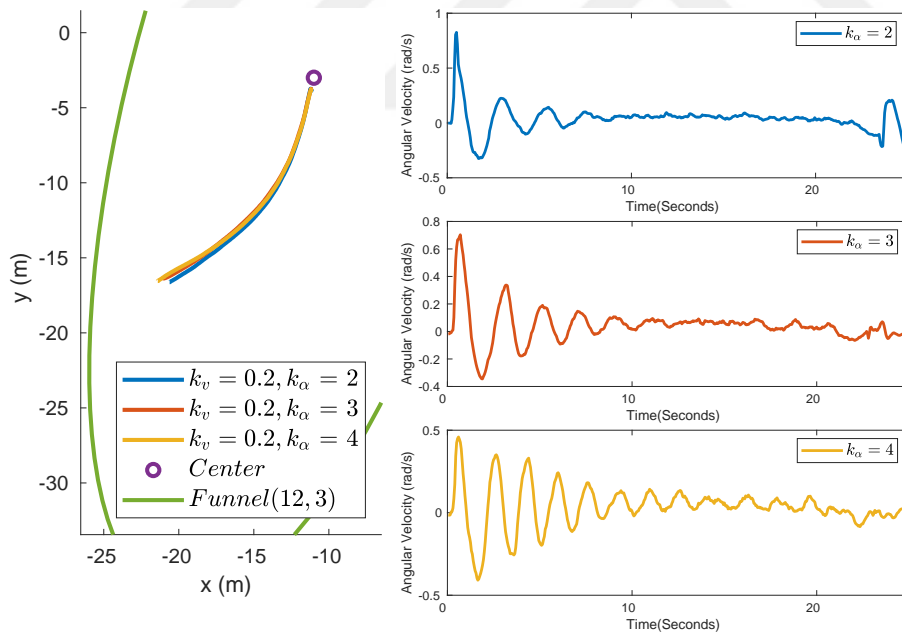 0
-5
-10
-15
-20
-25
-30
y (m)
-25 -20 -15 -10
x (m)
k_v = 0.2, k_α = 2
k_v = 0.2, k_α = 3
k_v = 0.2, k_α = 4
Center
Funnel(12, 3)
1
0.5
0
-0.5
Angular Velocity (rad/s)
k_α = 2
0 10 20
Time(Seconds)
0.8
0.6
0.4
0.2
0
-0.2
-0.4
Angular Velocity (rad/s)
k_α = 3
0 10 20
Time(Seconds)
0.5
0
-0.5
Angular Velocity (rad/s)
k_α = 4
0 10 20
Time(Seconds)